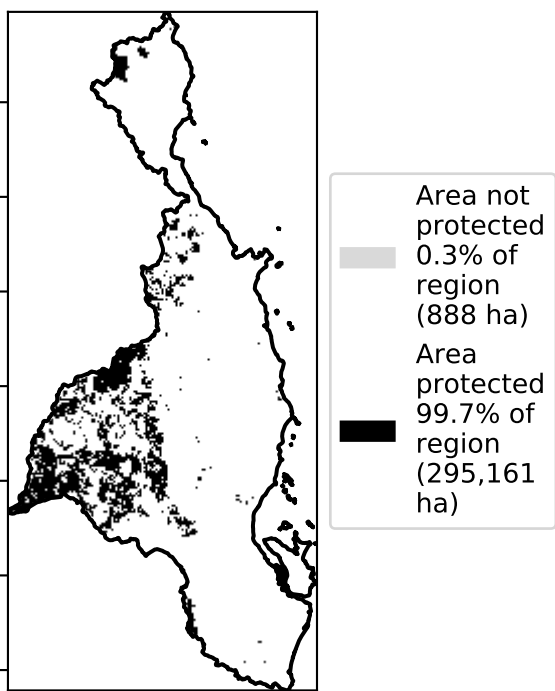 Area not
protected
0.3% of
region
(888 ha)
Area
protected
99.7% of
region
(295,161
ha)